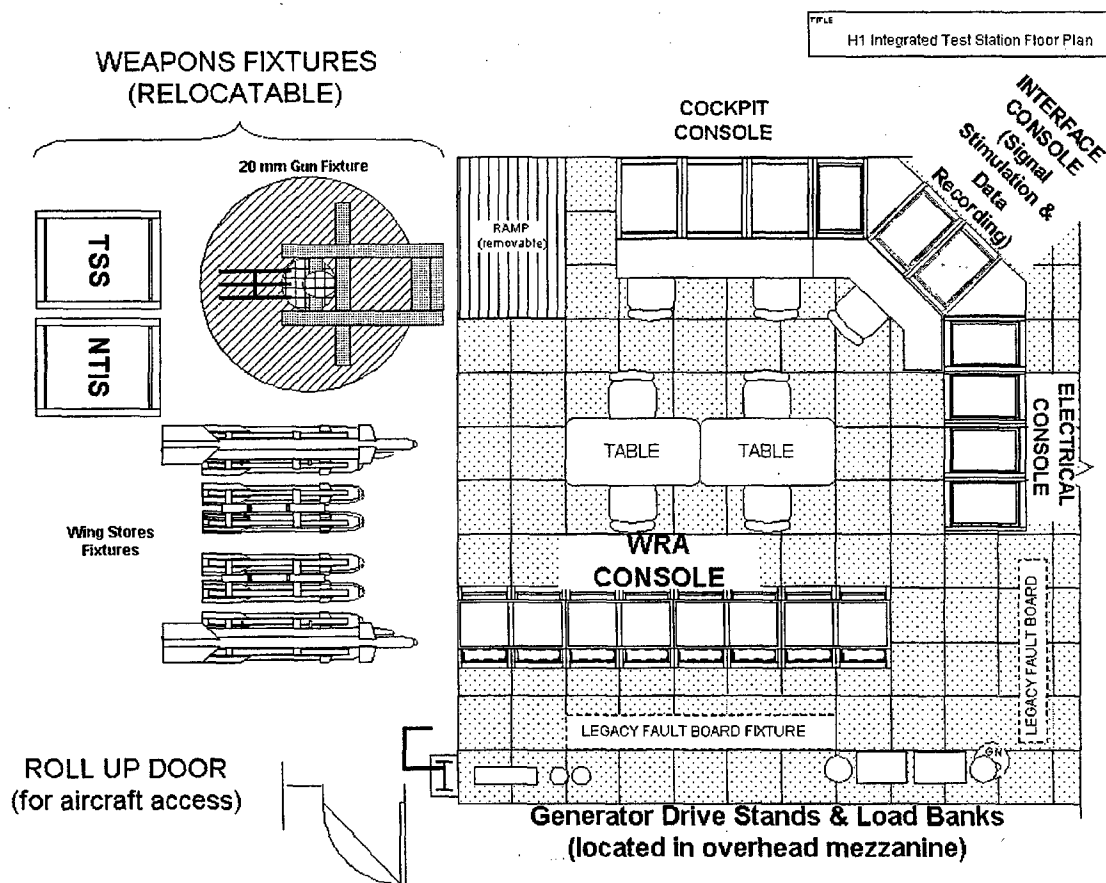 TITLE
H1 Integrated Test Station Floor Plan
WEAPONS FIXTURES
(RELOCATABLE)
20 mm Gun Fixture
TSS
NTIS
Wing Stores
Fixtures
ROLL UP DOOR
(for aircraft access)
RAMP
(removable)
COCKPIT
CONSOLE
INTERFACE
CONSOLE
(Signal
Stimulation &
Data
Recording)
ELECTRICAL
CONSOLE
TABLE
TABLE
WRA
CONSOLE
LEGACY FAULT BOARD
LEGACY FAULT BOARD FIXTURE
GN
Generator Drive Stands & Load Banks
(located in overhead mezzanine)